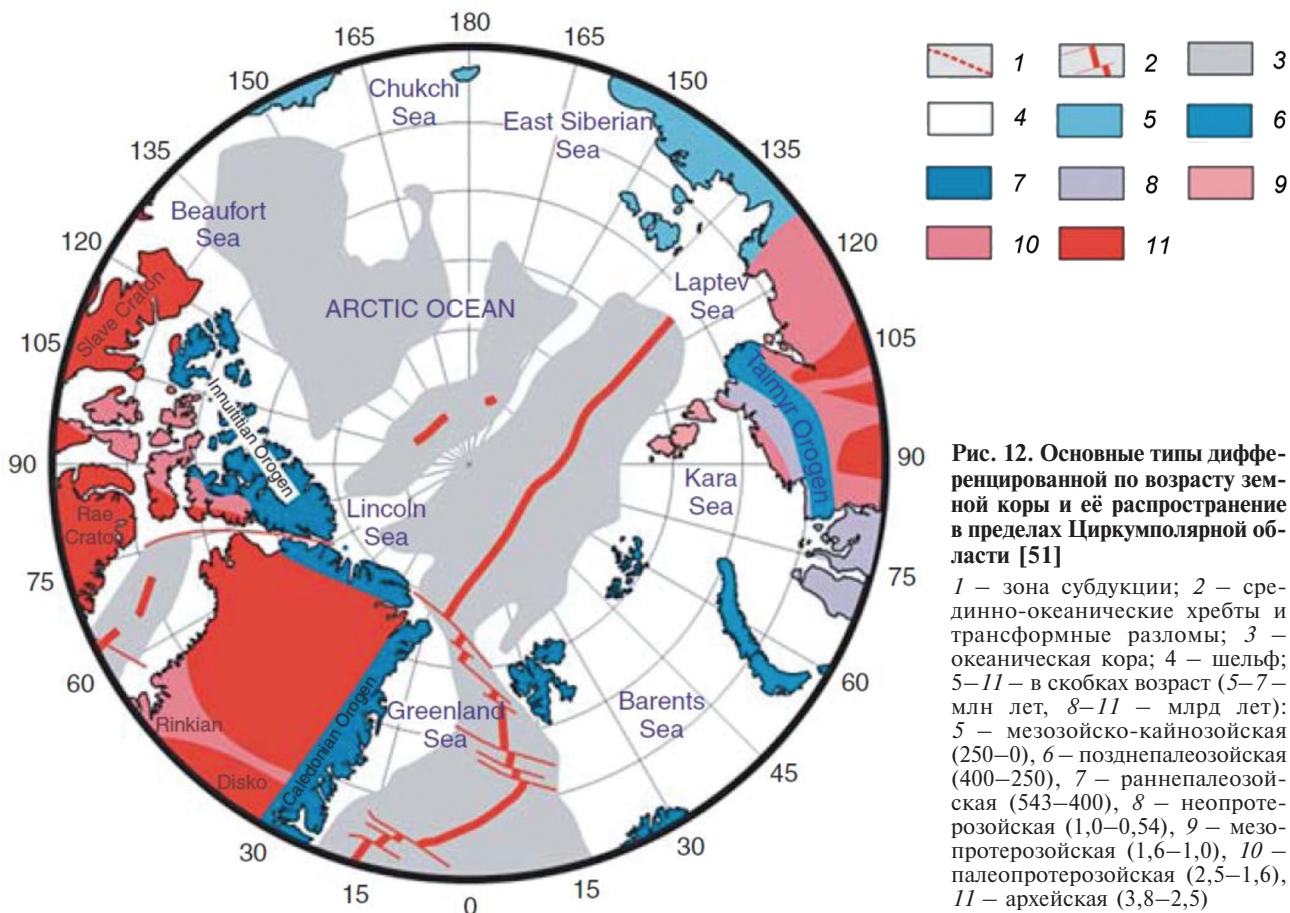 180
165
165
150
150
135
135
120
120
105
105
90
90
75
75
60
60
45
30
30
15
15
0
Chukchi
Sea
East Siberian
Sea
Beaufort
Sea
Laptev
Sea
ARCTIC OCEAN
Slave Craton
Innuititian Orogen
Taimyr Orogen
Kara
Sea
Lincoln
Sea
Rae
Crato
Rinkian
Disko
Caledonian Orogen
Greenland
Sea
Barents
Sea
1
2
3
4
5
6
7
8
9
10
11
Рис. 12. Основные типы диффе-
ренцированной по возрасту зем-
ной коры и её распространение
в пределах Циркумполярной об-
ласти [51]
1 – зона субдукции; 2 – сре-
динно-океанические хребты и
трансформные разломы; 3 –
океаническая кора; 4 – шельф;
5–11 – в скобках возраст (5–7 –
млн лет, 8–11 – млрд лет):
5 – мезозойско-кайнозойская
(250–0), 6 – позднепалеозойская
(400–250), 7 – раннепалеозой-
ская (543–400), 8 – неопроте-
розойская (1,0–0,54), 9 – мезо-
протерозойская (1,6–1,0), 10 –
палеопротерозойская (2,5–1,6),
11 – архейская (3,8–2,5)